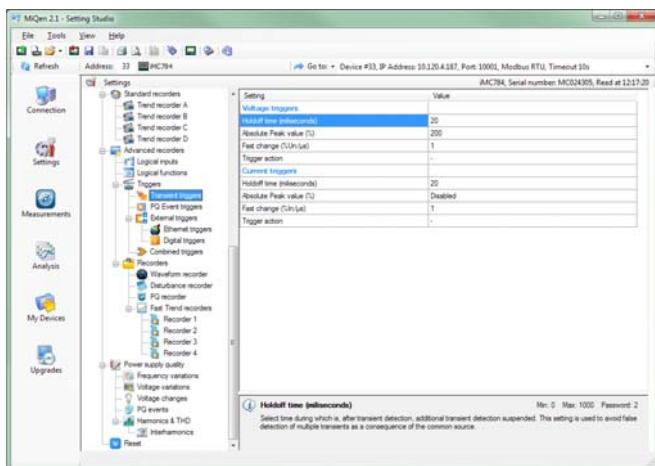 MiQen 2.1 - Setting Studio
File Tools View Help
Refresh Address: 33 iMC784 Go to: Device #33, IP Address 10.120.4.187, Port: 10001, Modbus RTU, Timeout 10s
Settings iMC784, Serial number: MC024305, Read at 12:17:20
Connection
Settings
Measurements
Analysis
My Devices
Upgrades
Standard recorders
Trend recorder A
Trend recorder B
Trend recorder C
Trend recorder D
Advanced recorders
Logical inputs
Logical functions
Triggers
Transient triggers
PQ Event triggers
External triggers
Ethernet triggers
Digital triggers
Combined triggers
Recorders
Waveform recorder
Disturbance recorder
PQ recorder
Fast Trend recorders
Recorder 1
Recorder 2
Recorder 3
Recorder 4
Power supply quality
Frequency variations
Voltage variations
Voltage changes
PQ events
Harmonics & THD
Interharmonics
Reset
Setting Value
Voltage triggers
Holdoff time (miliseconds) 20
Absolute Peak value (%) 200
Fast change (%Un/µs) 1
Trigger action -
Current triggers
Holdoff time (miliseconds) 20
Absolute Peak value (%) Disabled
Fast change (%In/µs) 1
Trigger action -
Holdoff time (miliseconds) Min: 0 Max: 1000 Password: 2
Select time during which is, after transient detection, additional transient detection suspended. This setting is used to avoid false
detection of multiple transients as a consequence of the common source.